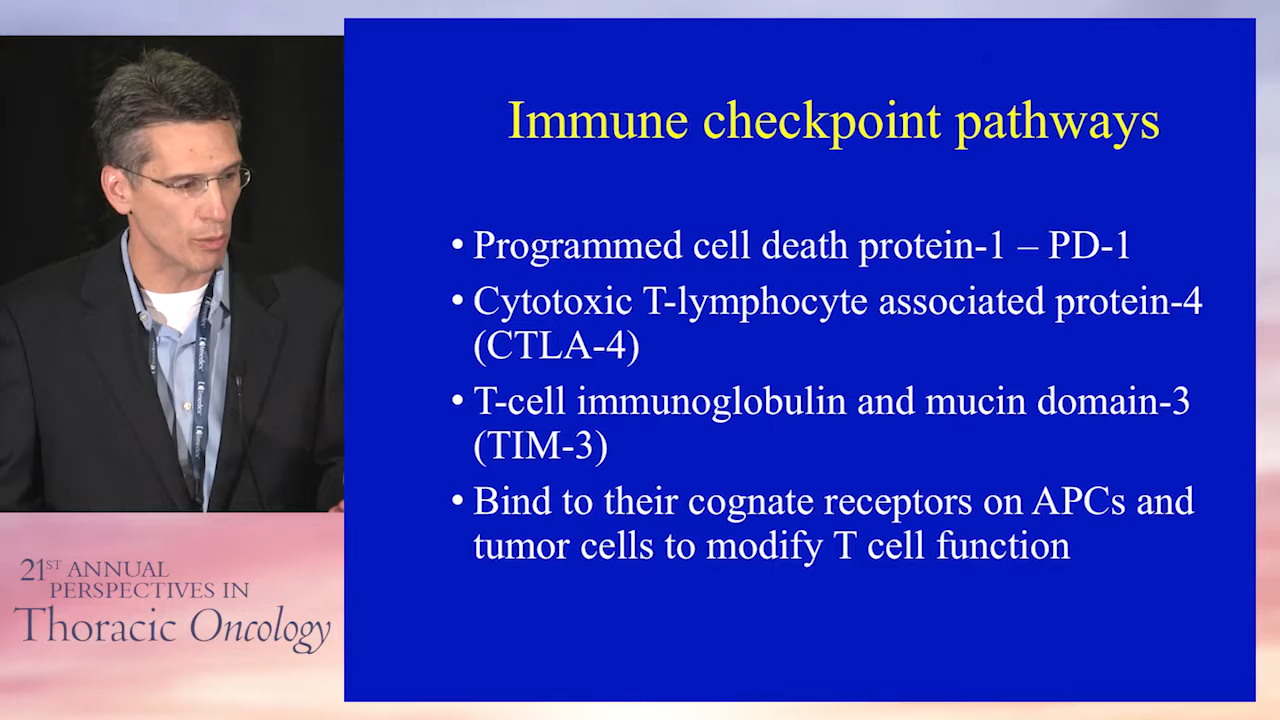 Immune checkpoint pathways
• Programmed cell death protein-1 – PD-1
• Cytotoxic T-lymphocyte associated protein-4
(CTLA-4)
• T-cell immunoglobulin and mucin domain-3
(TIM-3)
• Bind to their cognate receptors on APCs and
tumor cells to modify T cell function
21ST ANNUAL
PERSPECTIVES IN
Thoracic Oncology